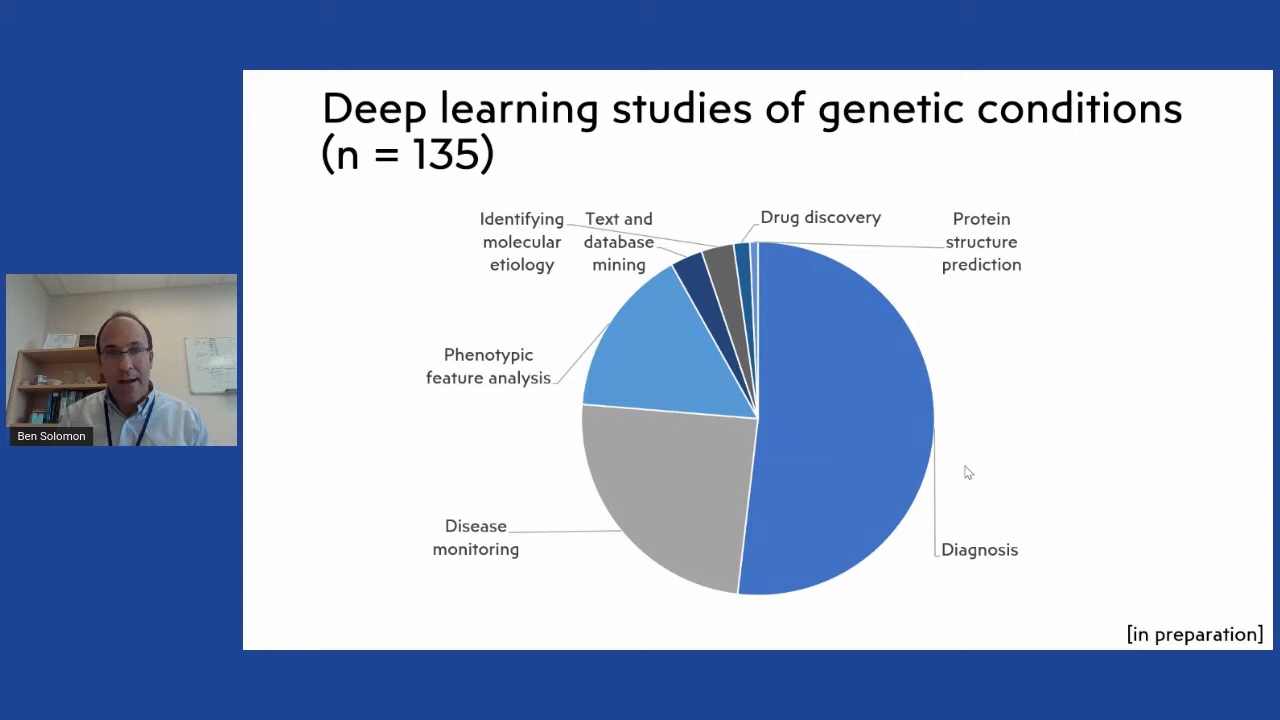 Deep learning studies of genetic conditions
(n = 135)
Identifying
molecular
etiology
Text and
database
mining
Drug discovery
Protein
structure
prediction
Phenotypic
feature analysis
Disease
monitoring
Diagnosis
[in preparation]
Ben Solomon